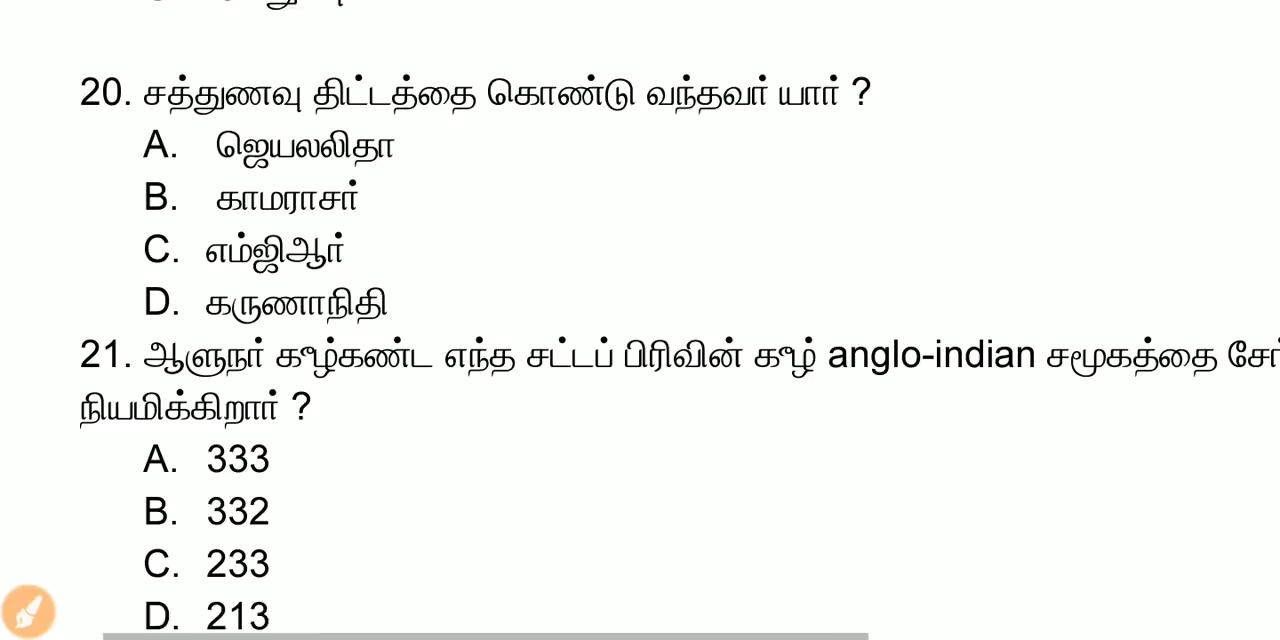 20. சத்துணவு திட்டத்தை கொண்டு வந்தவர் யார் ?
A. ஜெயலலிதா
B. காமராசர்
C. எம்ஜிஆர்
D. கருணாநிதி
21. ஆளுநர் கீழ்கண்ட எந்த சட்டப் பிரிவின் கீழ் anglo-indian சமூகத்தை
நியமிக்கிறார் ?
A. 333
B. 332
C. 233
D. 213